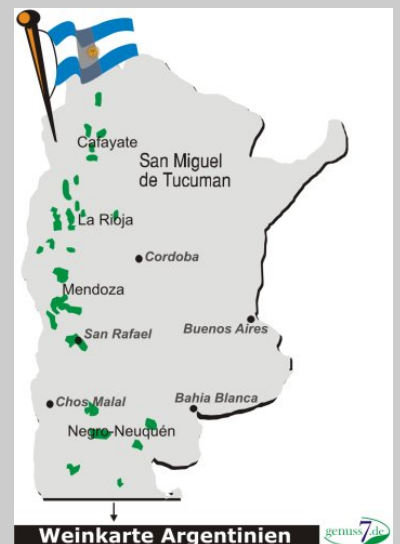 Cafayate
San Miguel
de Tucuman
La Rioja
Cordoba
Mendoza
San Rafael
Buenos Aires
Chos Malal
Bahia Blanca
Negro-Neuquén
Weinkarte Argentinien
genuss7.de